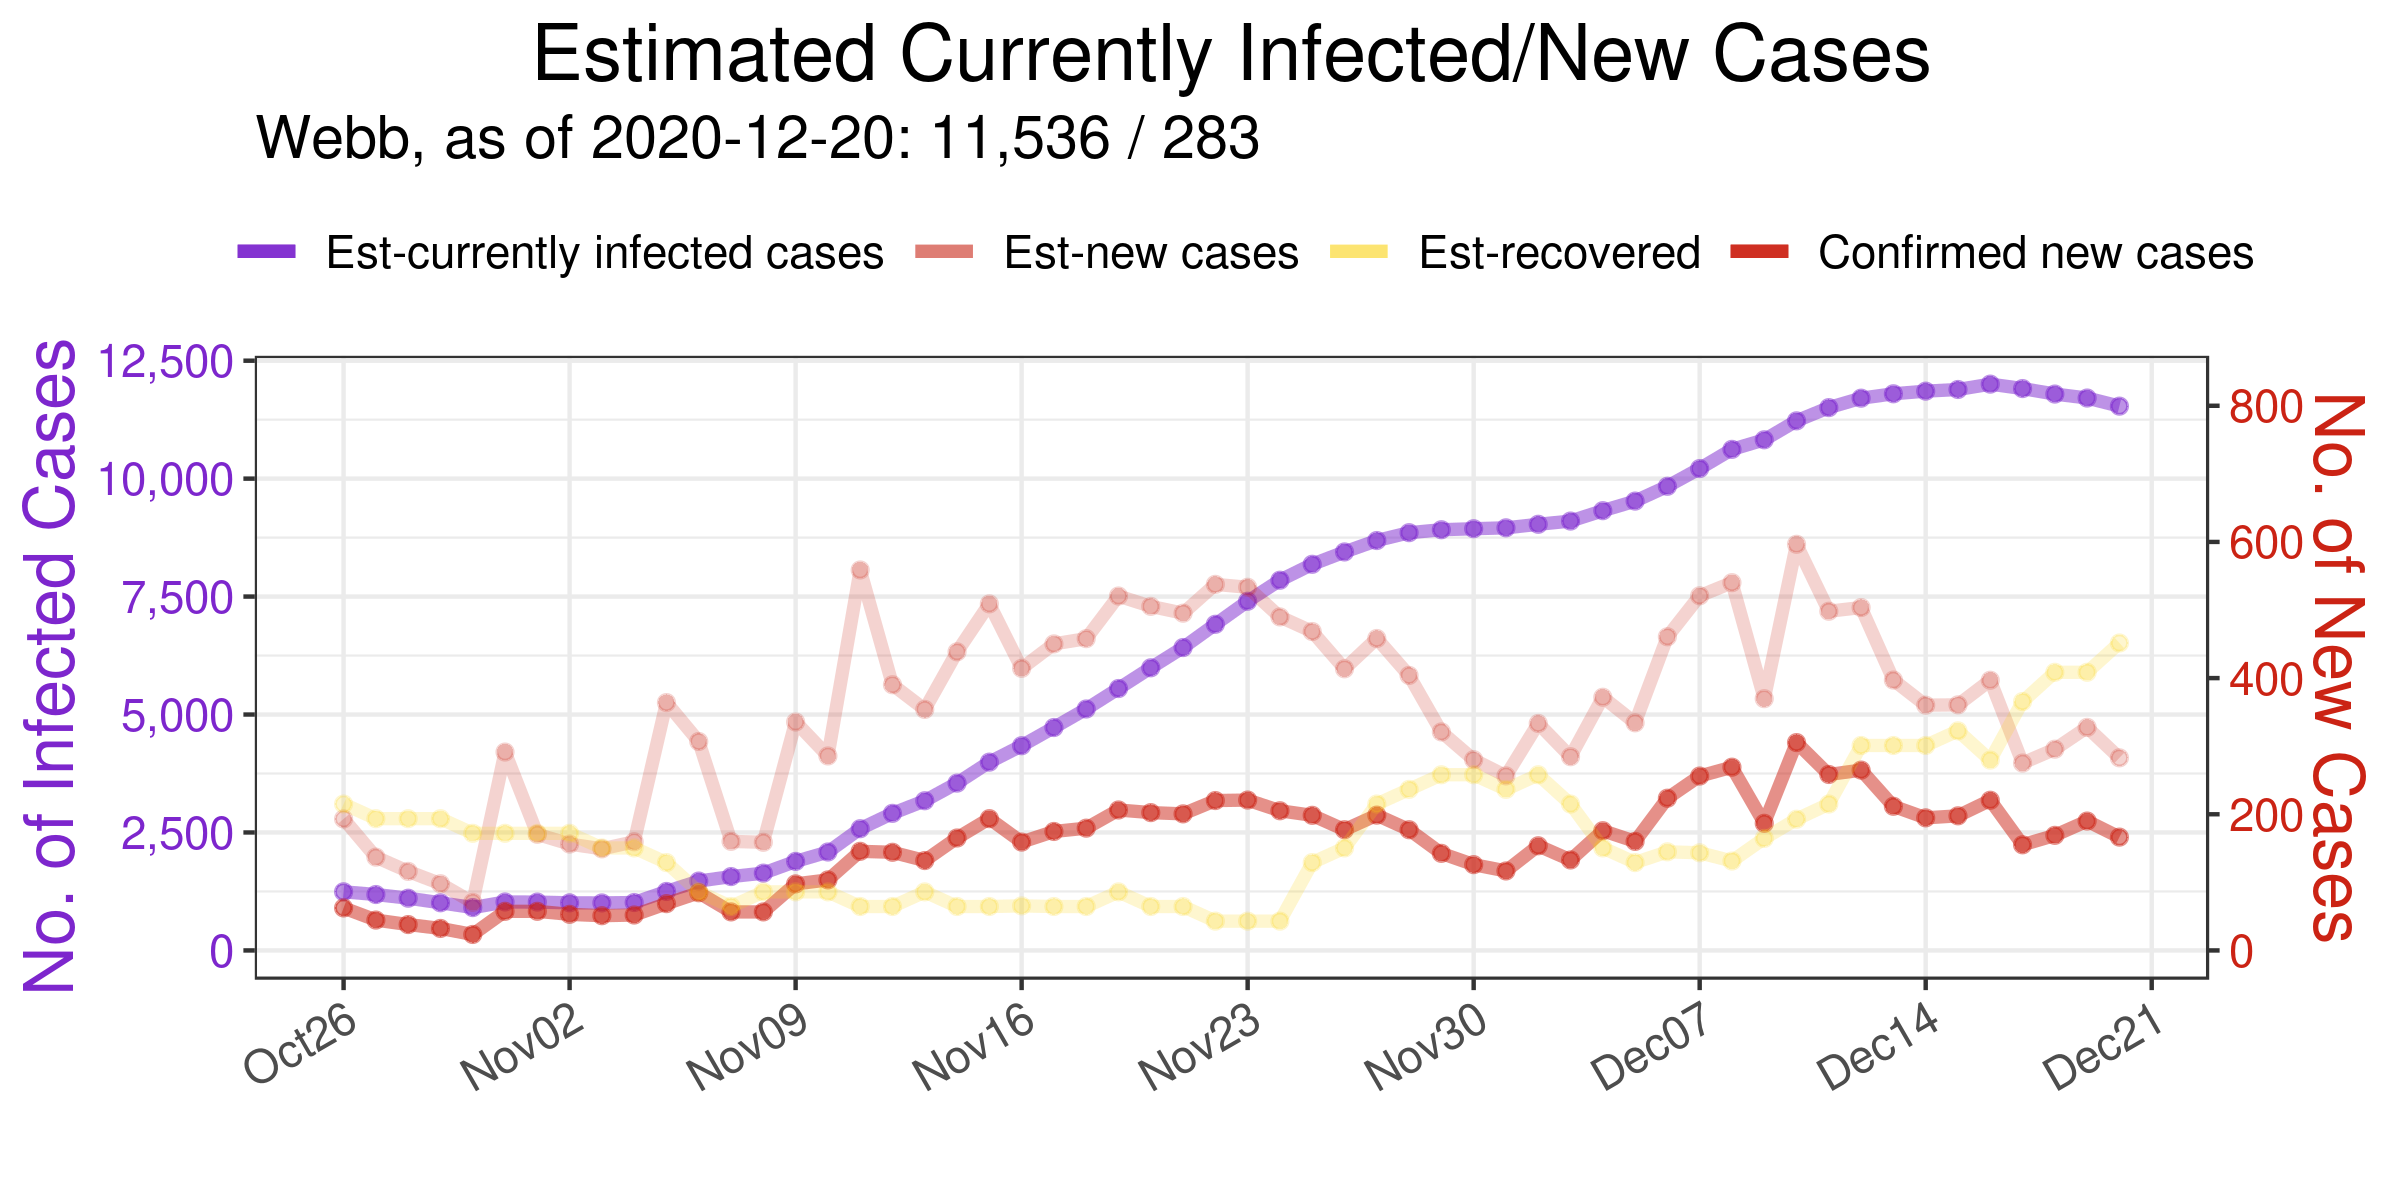 Estimated Currently Infected/New Cases
Webb, as of 2020-12-20: 11,536 / 283
Est-currently infected cases Est-new cases Est-recovered Confirmed new cases
No. of Infected Cases
12,500
10,000
7,500
5,000
2,500
0
800
600
400
200
0
No. of New Cases
Oct26 Nov02 Nov09 Nov16 Nov23 Nov30 Dec07 Dec14 Dec21